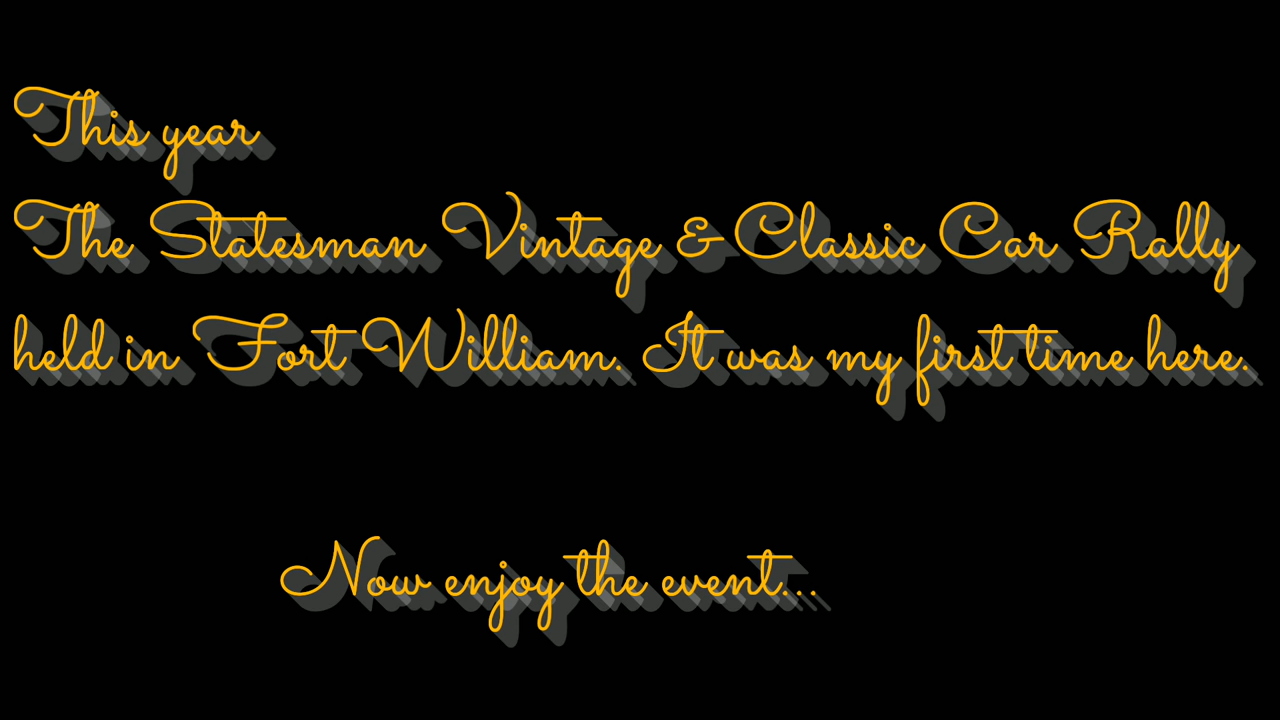 This year
The Statesman Vintage & Classic Car Rally
held in Fort William. It was my first time here.
Now enjoy the event...